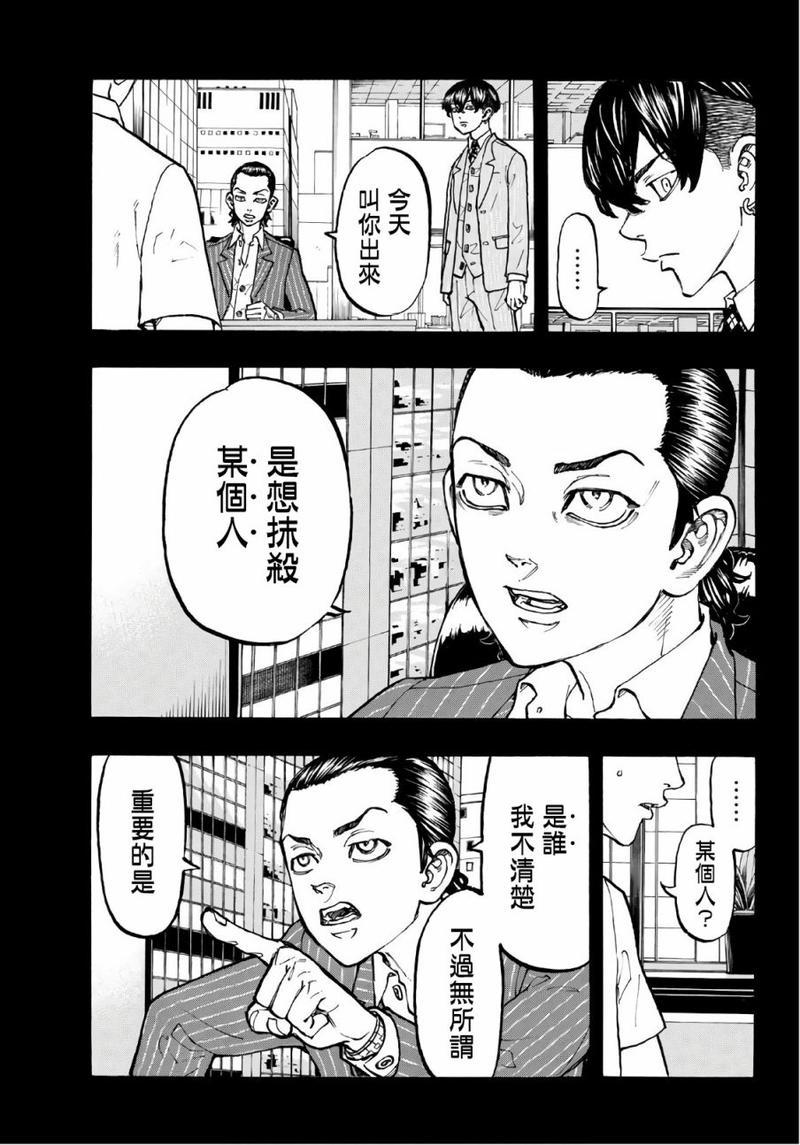 ……
今天
叫你出來
是想抹殺
某個人
……
某個人？
是誰
我不清楚
不過無所謂
重要的是